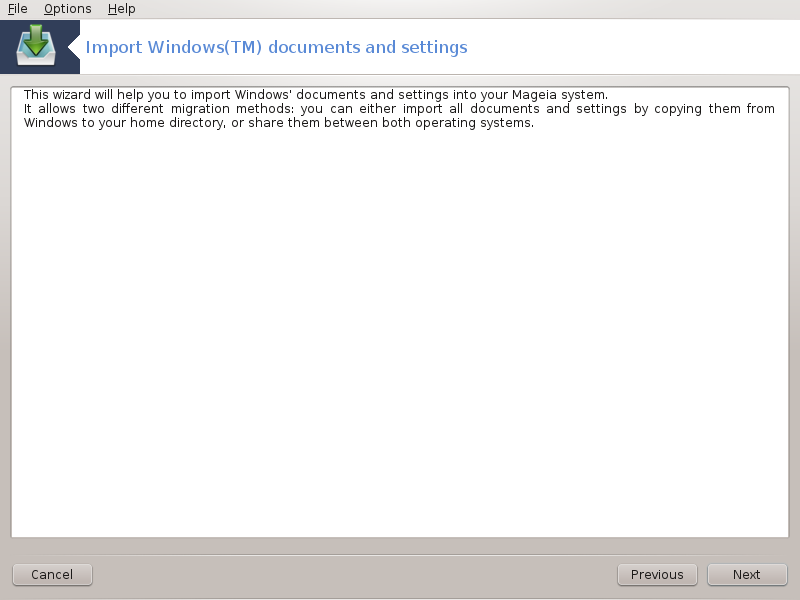 File Options Help
Import Windows(TM) documents and settings
This wizard will help you to import Windows' documents and settings into your Mageia system.
It allows two different migration methods: you can either import all documents and settings by copying them from
Windows to your home directory, or share them between both operating systems.
Cancel Previous Next